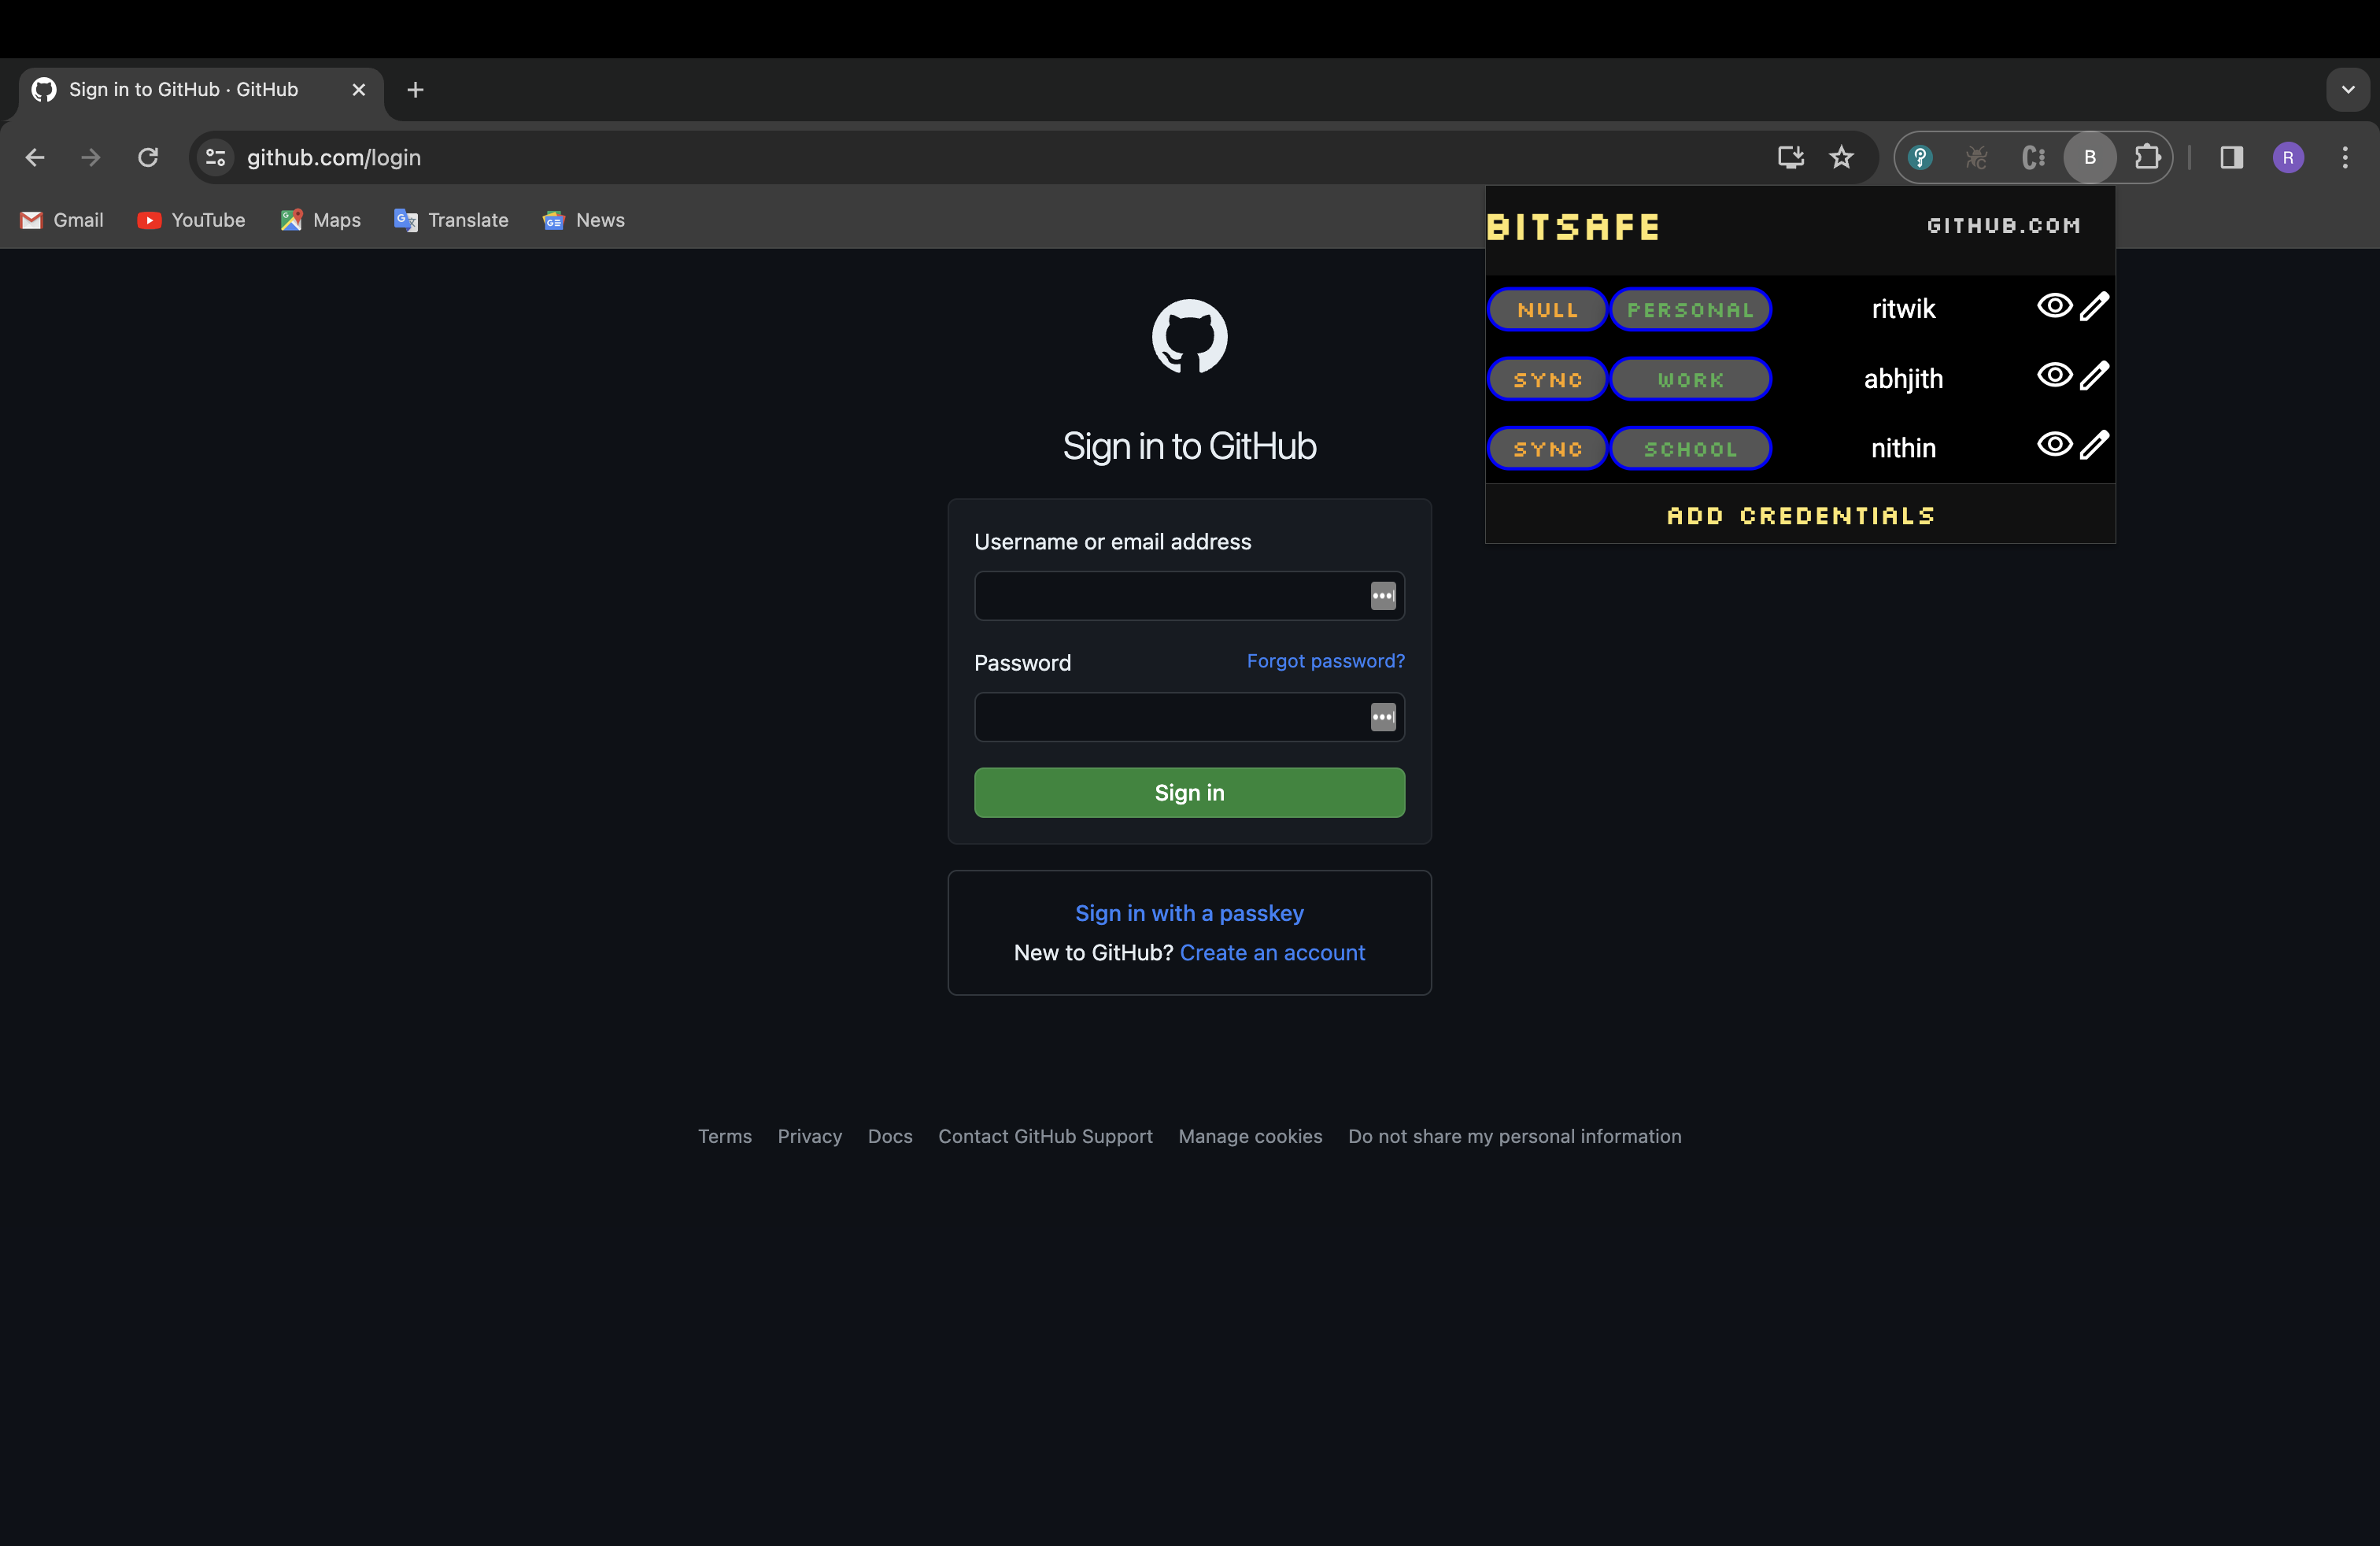 Sign in to GitHub · GitHub
github.com/login
B
R
Gmail YouTube Maps Translate News
BITSAFE GITHUB.COM
NULL PERSONAL ritwik
SYNC WORK abhjith
SYNC SCHOOL nithin
ADD CREDENTIALS
Sign in to GitHub
Username or email address
Password Forgot password?
Sign in
Sign in with a passkey
New to GitHub? Create an account
Terms Privacy Docs Contact GitHub Support Manage cookies Do not share my personal information